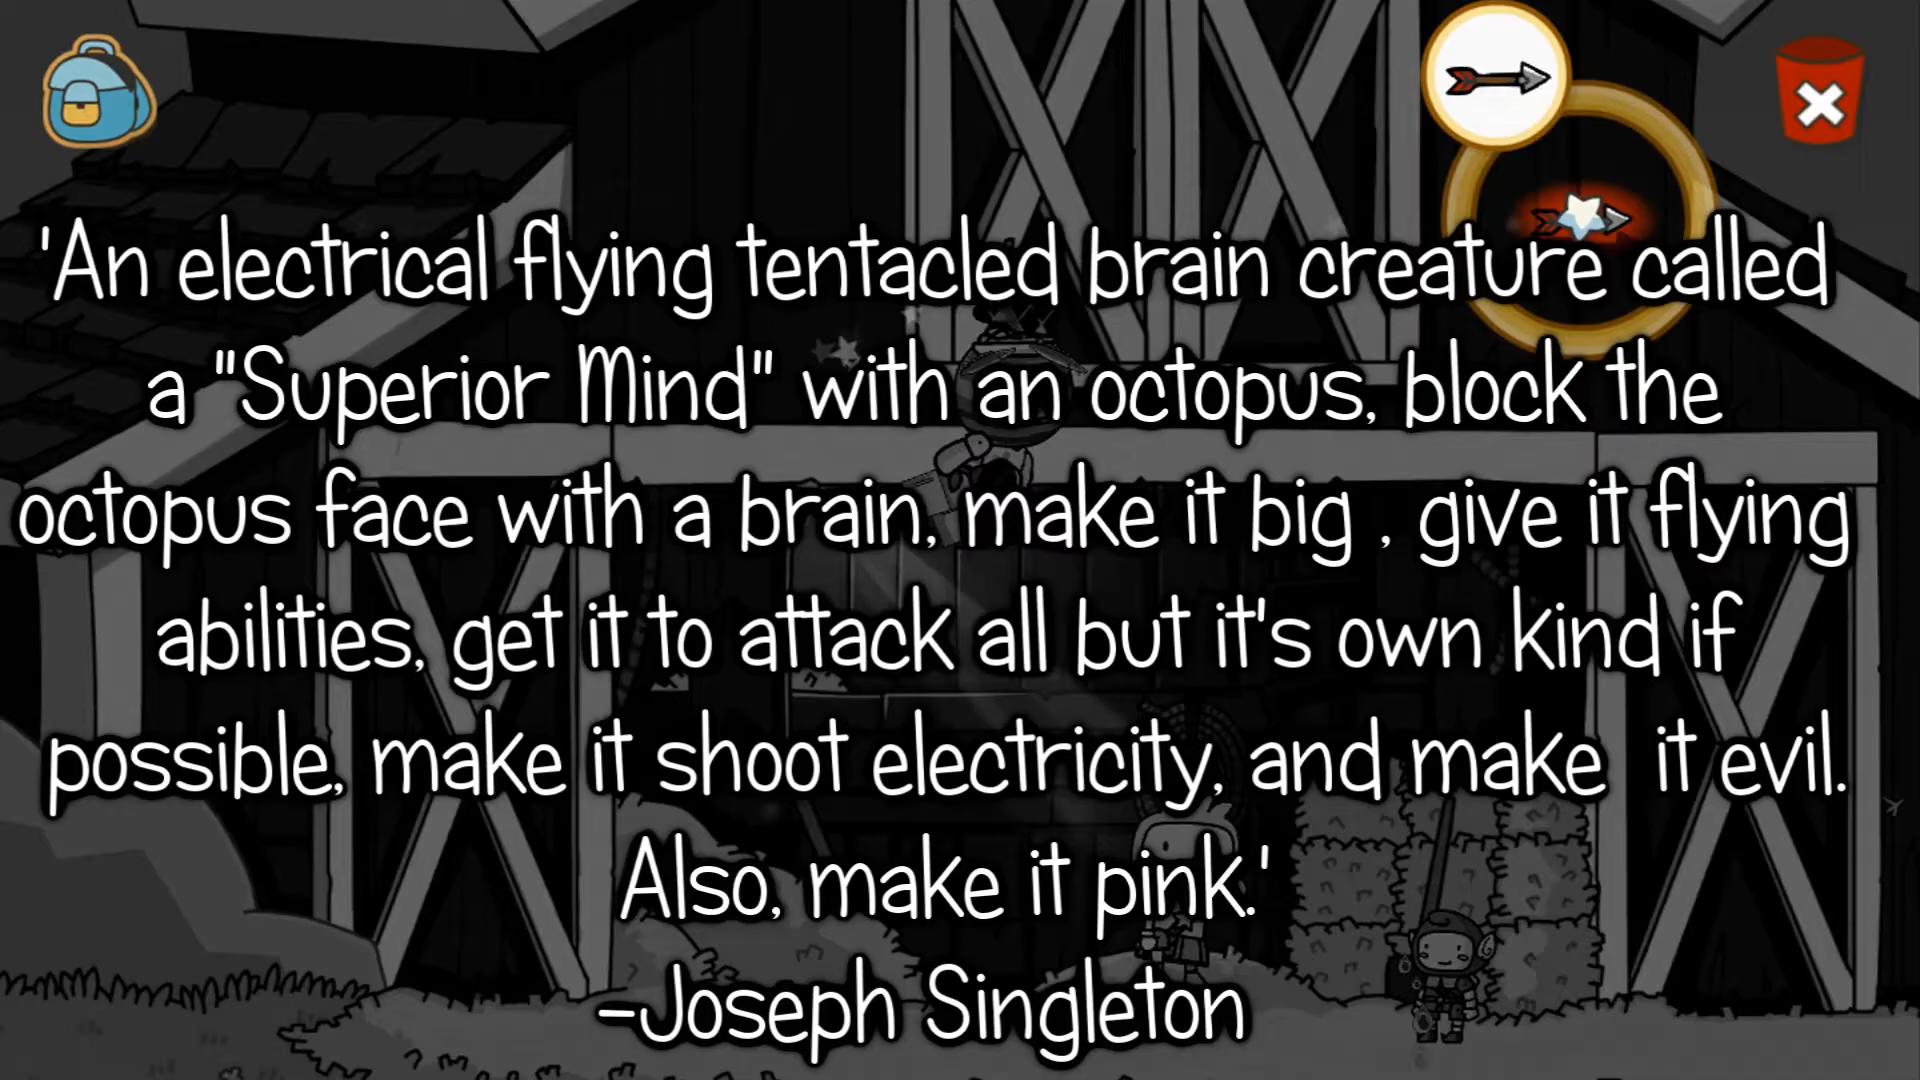 'An electrical flying tentacled brain creature called
a "Superior Mind" with an octopus, block the
octopus face with a brain, make it big , give it flying
abilities, get it to attack all but it's own kind if
possible, make it shoot electricity, and make  it evil.
Also, make it pink.'
-Joseph Singleton